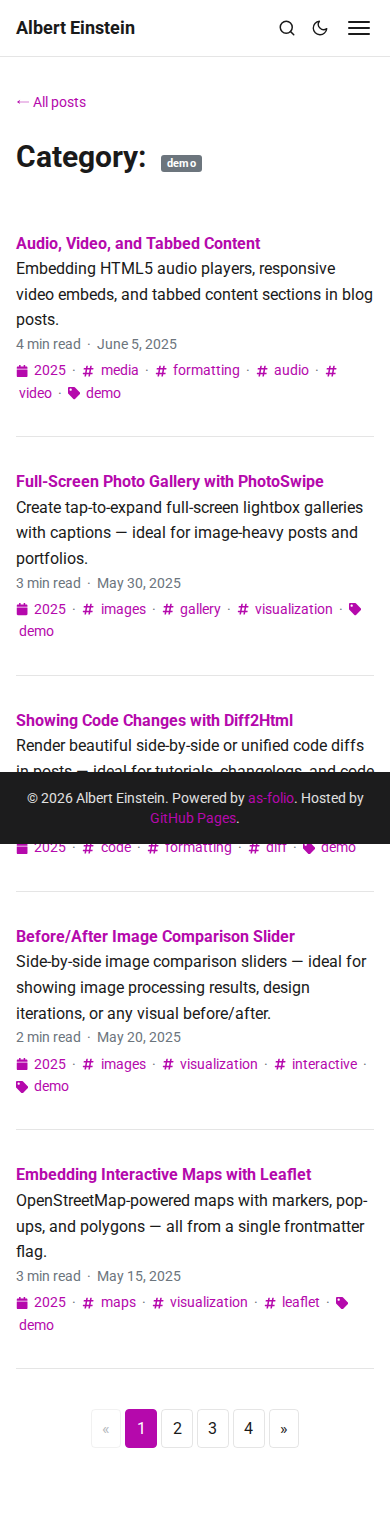 Albert Einstein
← All posts
Category: demo
Audio, Video, and Tabbed Content
Embedding HTML5 audio players, responsive
video embeds, and tabbed content sections in blog
posts.
4 min read · June 5, 2025
2025 · # media · # formatting · # audio · #
video · demo
Full-Screen Photo Gallery with PhotoSwipe
Create tap-to-expand full-screen lightbox galleries
with captions — ideal for image-heavy posts and
portfolios.
3 min read · May 30, 2025
2025 · # images · # gallery · # visualization ·
demo
Showing Code Changes with Diff2Html
Render beautiful side-by-side or unified code diffs
in posts — ideal for tutorials, changelogs, and code
© 2026 Albert Einstein. Powered by as-folio. Hosted by
GitHub Pages.
2025 · # code · # formatting · # diff · demo
Before/After Image Comparison Slider
Side-by-side image comparison sliders — ideal for
showing image processing results, design
iterations, or any visual before/after.
2 min read · May 20, 2025
2025 · # images · # visualization · # interactive ·
demo
Embedding Interactive Maps with Leaflet
OpenStreetMap-powered maps with markers, pop-
ups, and polygons — all from a single frontmatter
flag.
3 min read · May 15, 2025
2025 · # maps · # visualization · # leaflet ·
demo
« 1 2 3 4 »